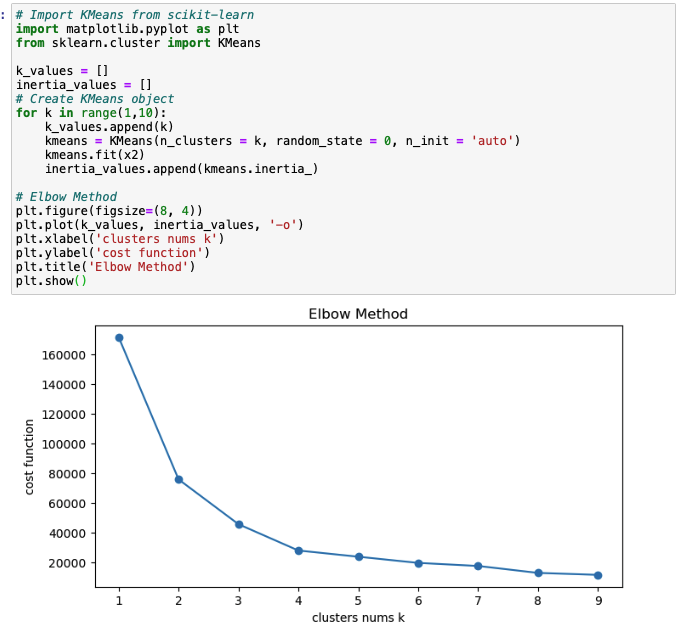 : # Import KMeans from scikit-learn
import matplotlib.pyplot as plt
from sklearn.cluster import KMeans

k_values = []
inertia_values = []
# Create KMeans object
for k in range(1,10):
    k_values.append(k)
    kmeans = KMeans(n_clusters = k, random_state = 0, n_init = 'auto')
    kmeans.fit(x2)
    inertia_values.append(kmeans.inertia_)

# Elbow Method
plt.figure(figsize=(8, 4))
plt.plot(k_values, inertia_values, '-o')
plt.xlabel('clusters nums k')
plt.ylabel('cost function')
plt.title('Elbow Method')
plt.show()
Elbow Method
160000
140000
120000
100000
80000
60000
40000
20000
cost function
1 2 3 4 5 6 7 8 9
clusters nums k